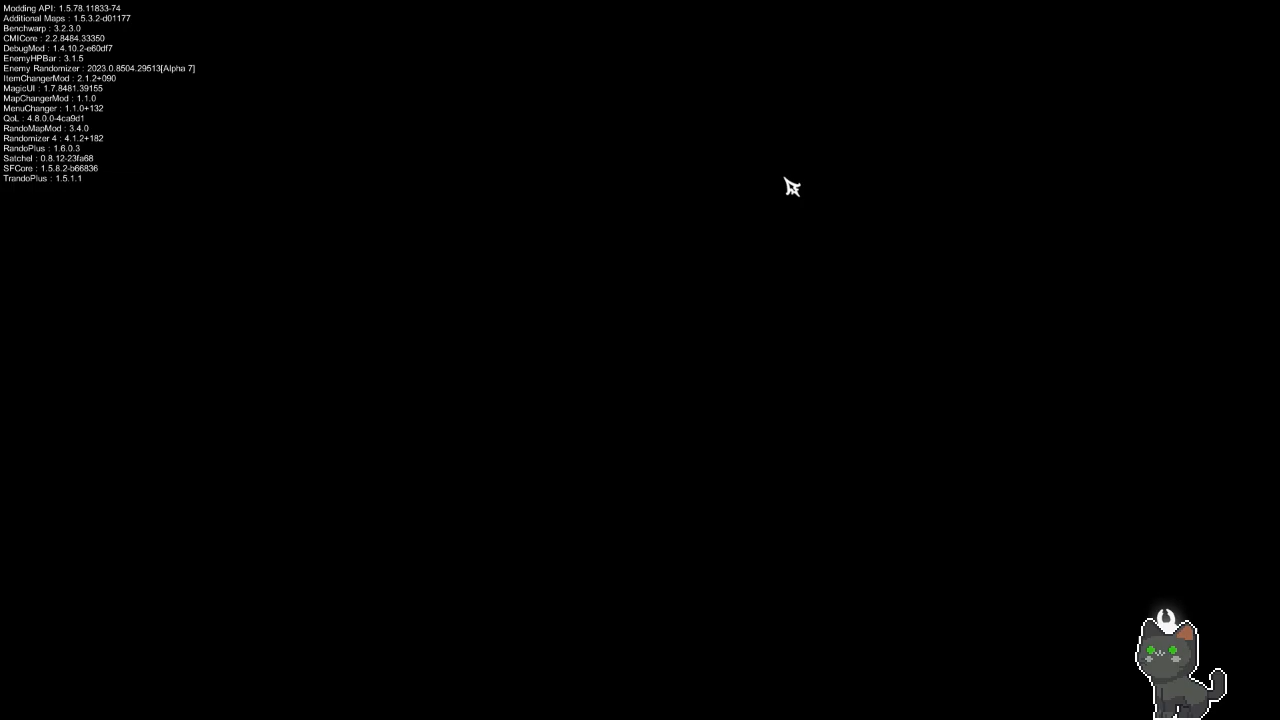 Modding API: 1.5.78.11833-74
Additional Maps : 1.5.3.2-d01177
Benchwarp : 3.2.3.0
CMICore : 2.2.8484.33350
DebugMod : 1.4.10.2-e60df7
EnemyHPBar : 3.1.5
Enemy Randomizer : 2023.0.8504.29513[Alpha 7]
ItemChangerMod : 2.1.2+090
MagicUI : 1.7.8481.39155
MapChangerMod : 1.1.0
MenuChanger : 1.1.0+132
QoL : 4.8.0.0-4ca9d1
RandoMapMod : 3.4.0
Randomizer 4 : 4.1.2+182
RandoPlus : 1.6.0.3
Satchel : 0.8.12-23fa68
SFCore : 1.5.8.2-b66836
TrandoPlus : 1.5.1.1